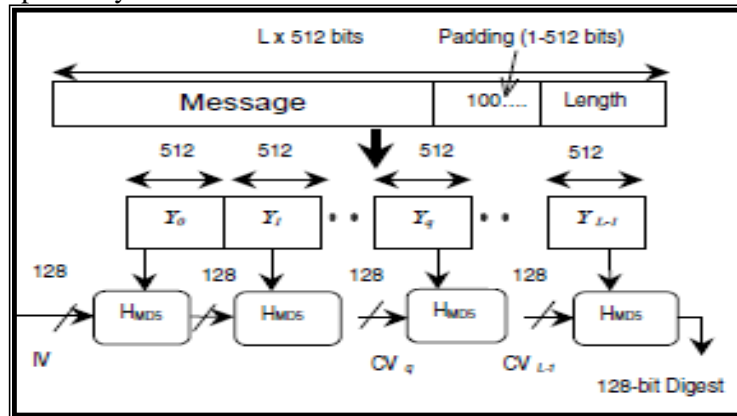 L x 512 bits Padding (1-512 bits)
Message 100.... Length
512 512 512 512
Y0 Y1 Yq Y L-1
128 128 128 128
HMD5 HMD5 HMD5 HMD5
IV CV q CV L-1
128-bit Digest